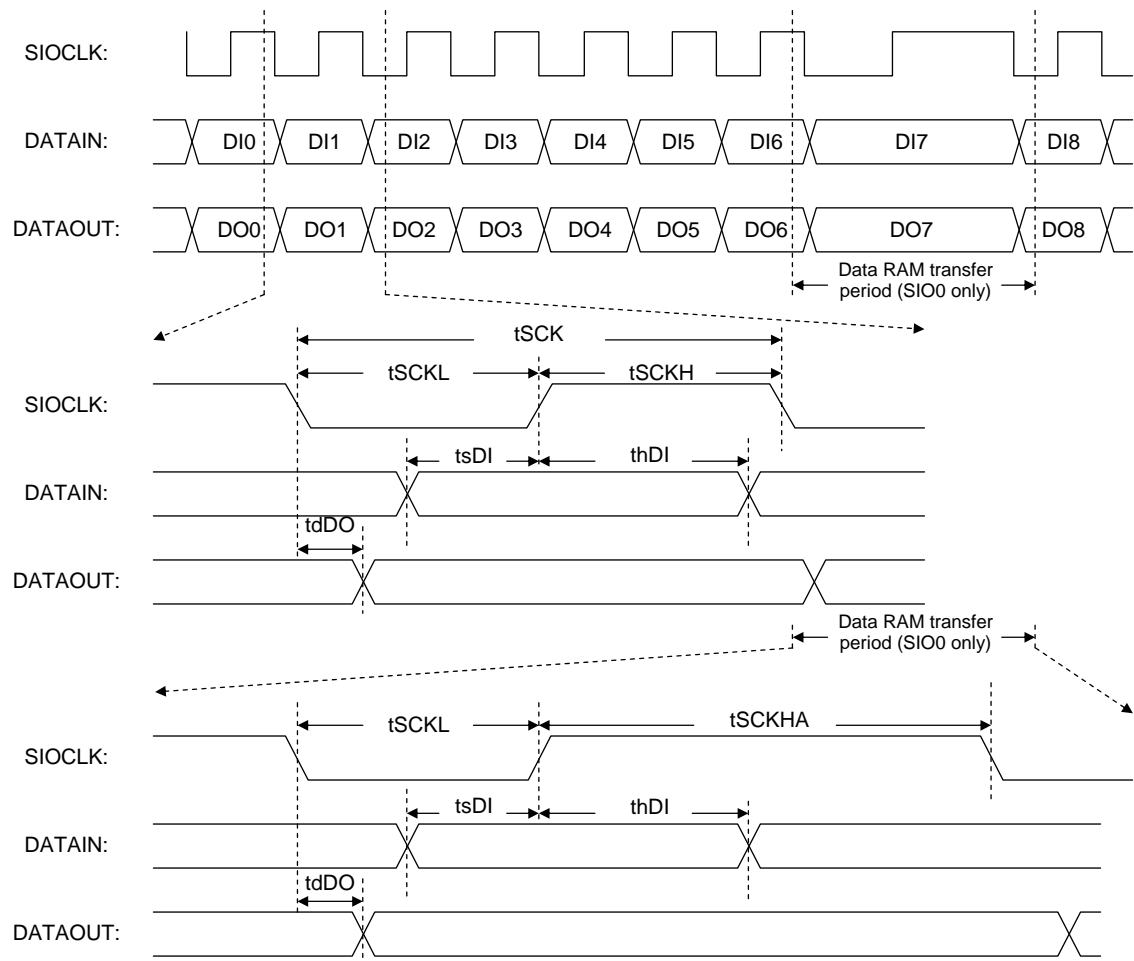 SIOCLK:
DATAIN: DI0 DI1 DI2 DI3 DI4 DI5 DI6 DI7 DI8
DATAOUT: DO0 DO1 DO2 DO3 DO4 DO5 DO6 DO7 DO8
Data RAM transfer
period (SIO0 only)
tSCK
tSCKL tSCKH
SIOCLK:
tsDI thDI
DATAIN:
tdDO
DATAOUT:
Data RAM transfer
period (SIO0 only)
tSCKL tSCKHA
SIOCLK:
tsDI thDI
DATAIN:
tdDO
DATAOUT: